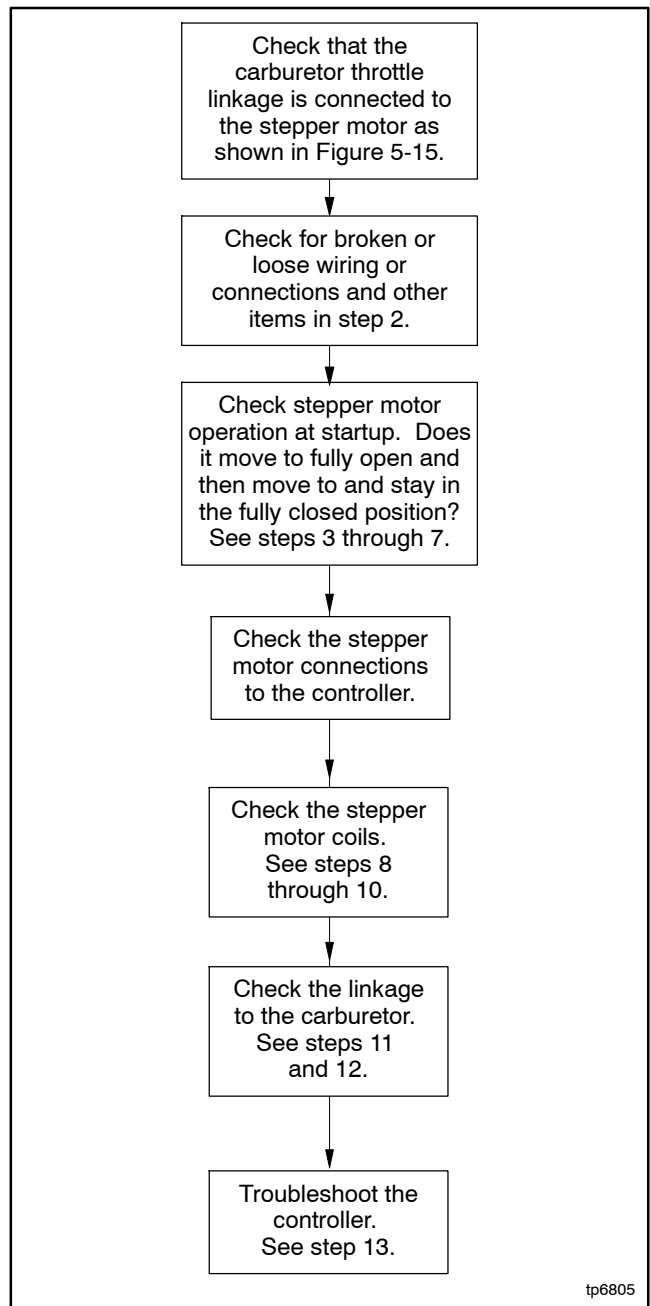 Check that the
carburetor throttle
linkage is connected to
the stepper motor as
shown in Figure 5-15.
Check for broken or
loose wiring or
connections and other
items in step 2.
Check stepper motor
operation at startup.  Does
it move to fully open and
then move to and stay in
the fully closed position?
See steps 3 through 7.
Check the stepper
motor connections
to the controller.
Check the stepper
motor coils.
See steps 8
through 10.
Check the linkage
to the carburetor.
See steps 11
and 12.
Troubleshoot the
controller.
See step 13.
tp6805